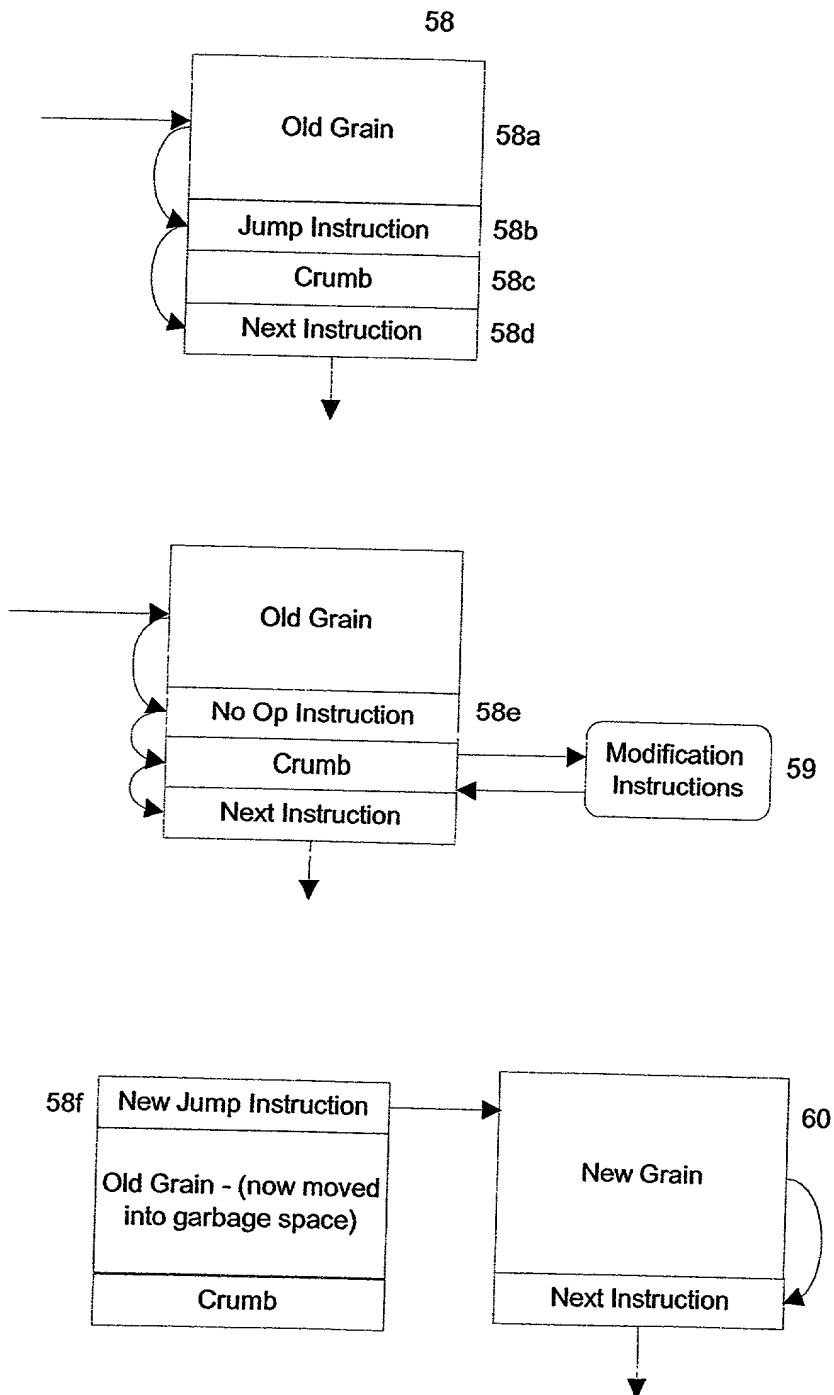 58
Old Grain
58a
Jump Instruction
58b
Crumb
58c
Next Instruction
58d
Old Grain
No Op Instruction
58e
Crumb
Next Instruction
Modification
Instructions
59
58f
New Jump Instruction
Old Grain - (now moved
into garbage space)
Crumb
New Grain
60
Next Instruction